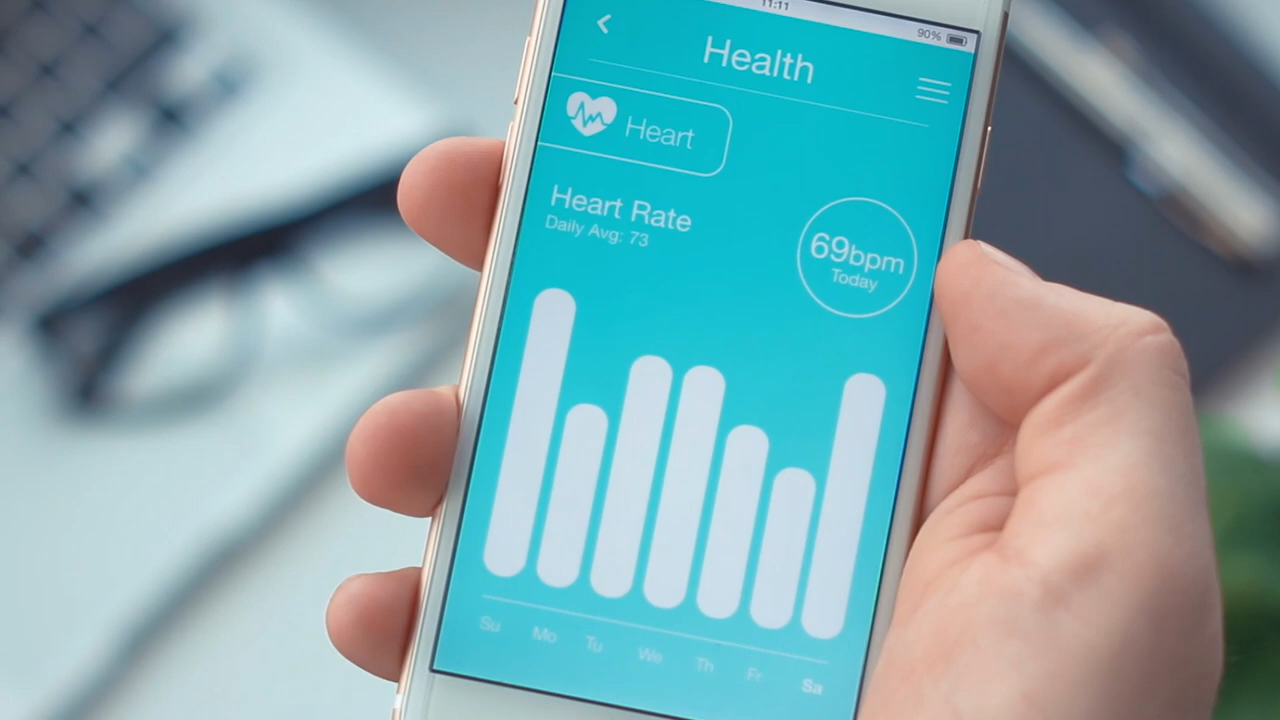 11:11
90%
Health
Heart
Heart Rate
Daily Avg: 73
69bpm
Today
Su Mo Tu We Th Fr Sa